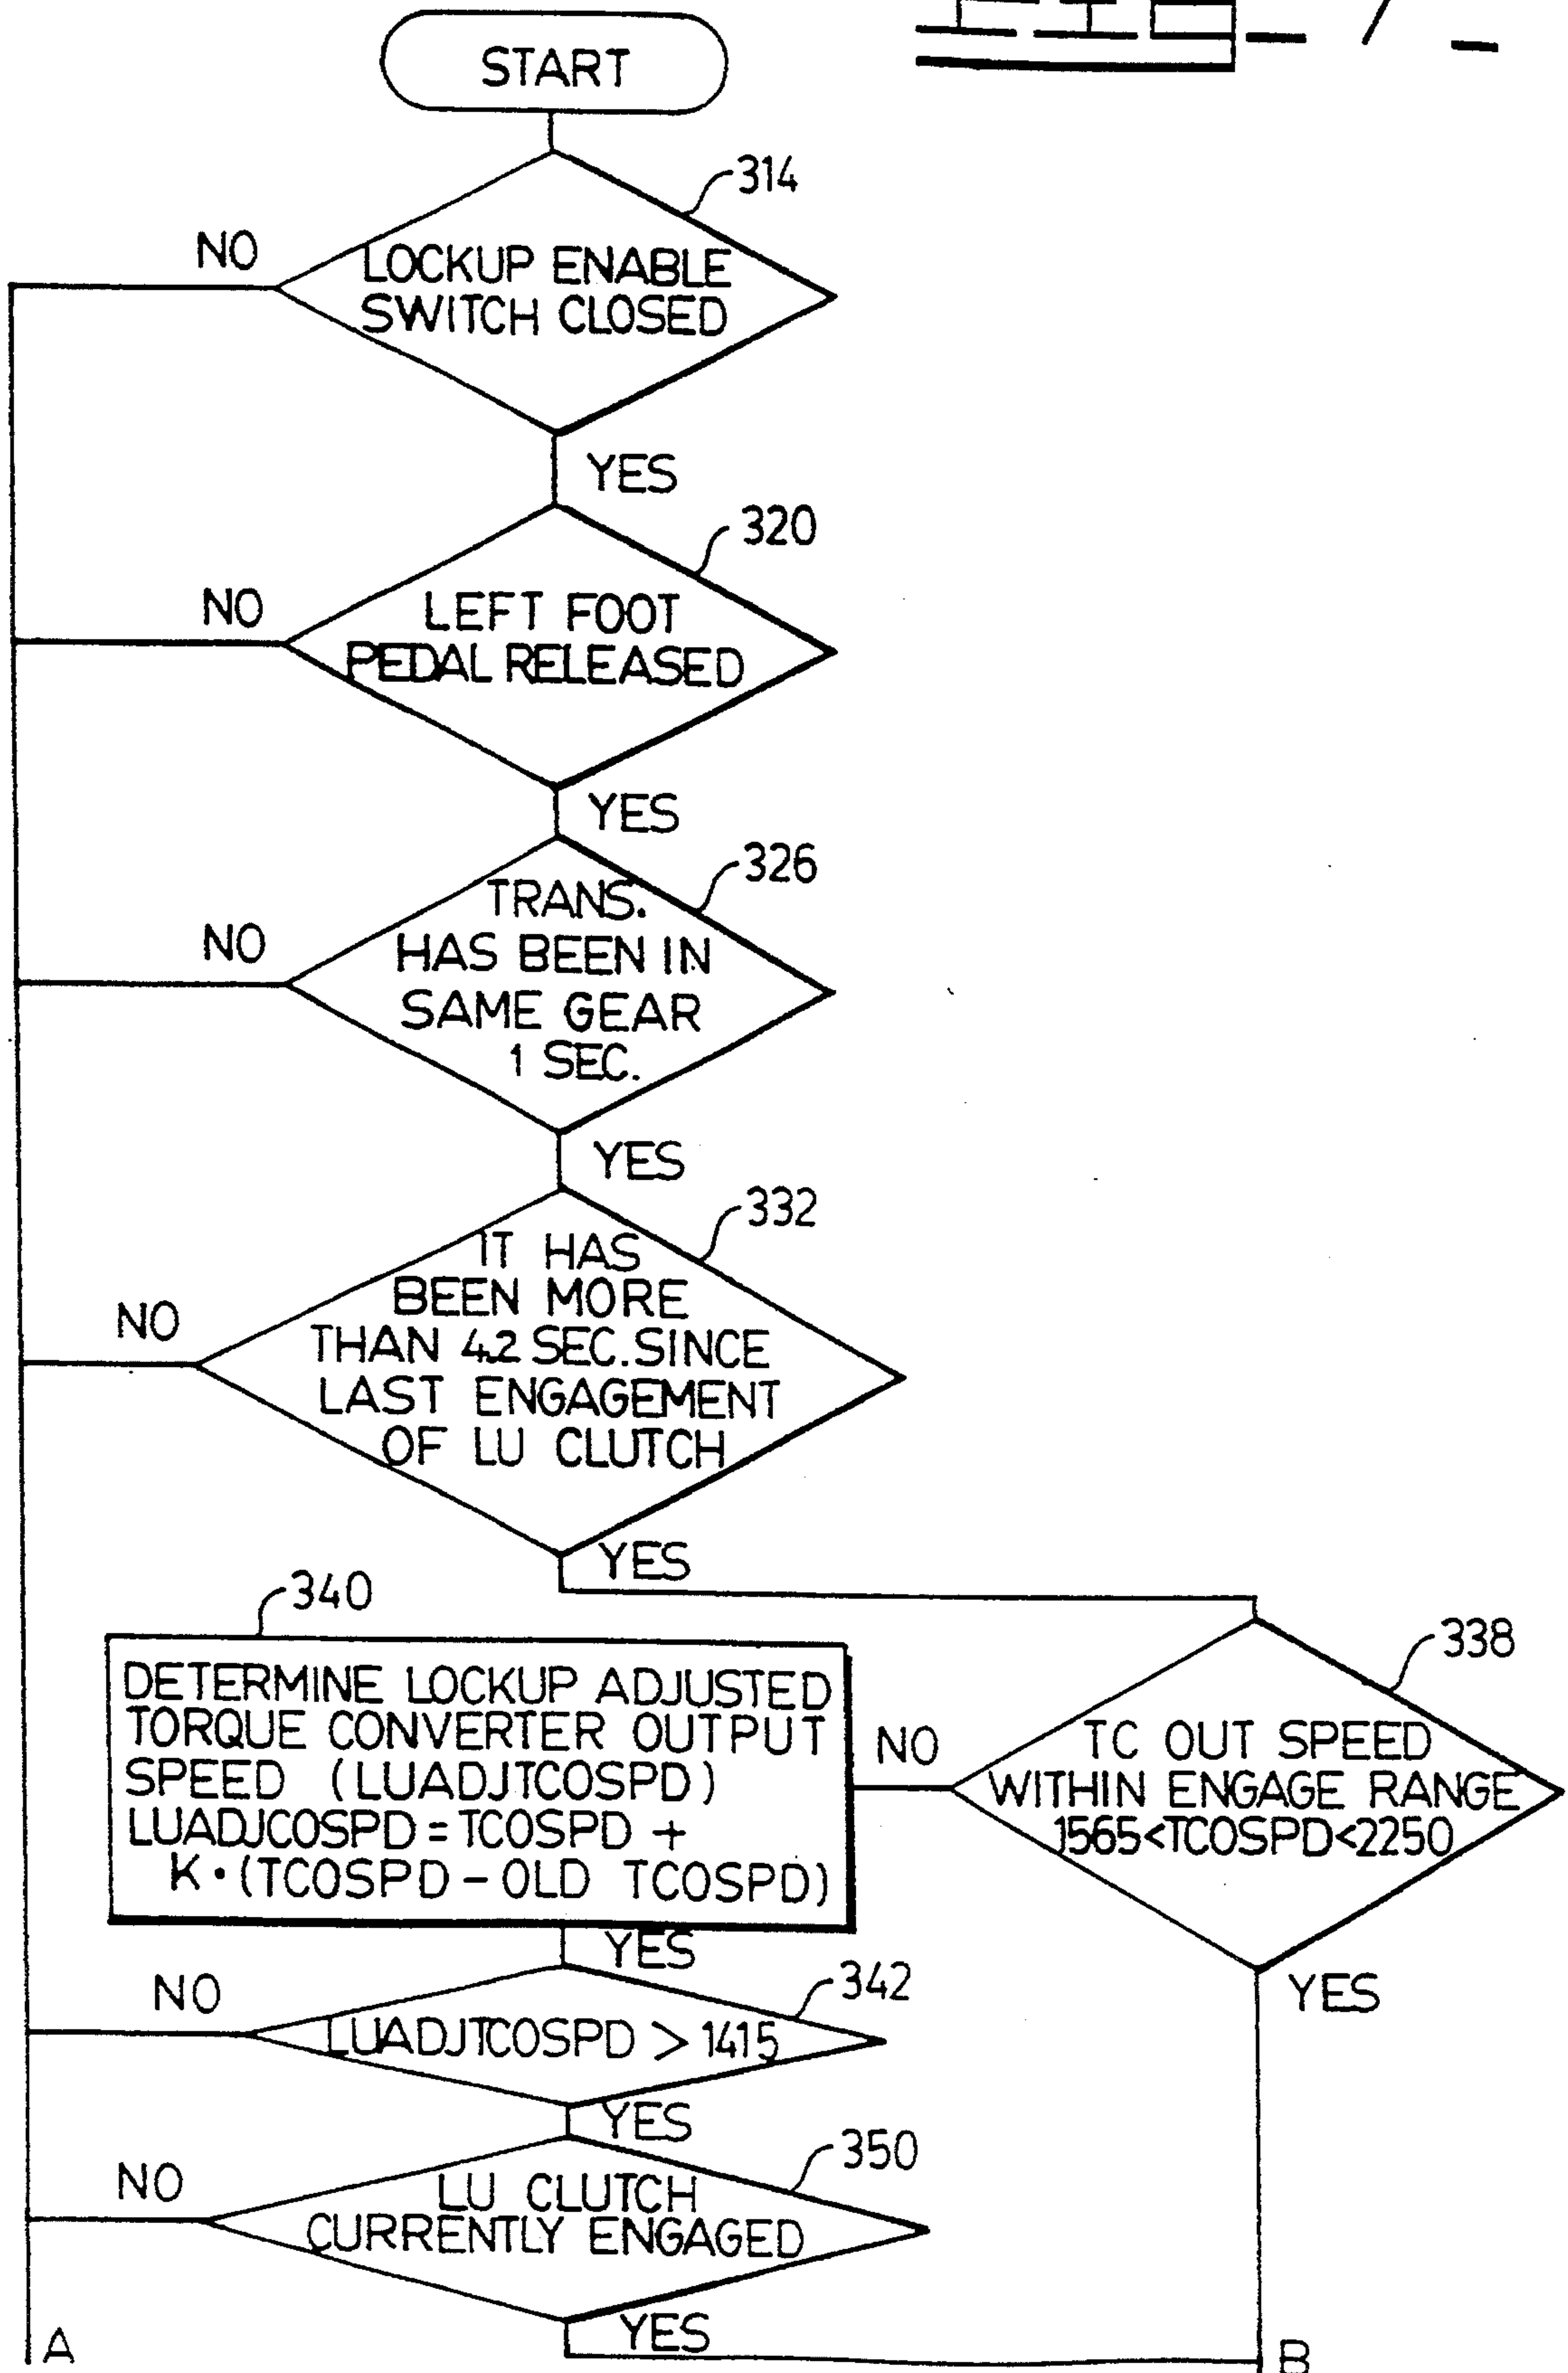 START
314
NO
LOCKUP ENABLE
SWITCH CLOSED
YES
320
NO
LEFT FOOT
PEDAL RELEASED
YES
326
NO
TRANS.
HAS BEEN IN
SAME GEAR
1 SEC.
YES
332
NO
IT HAS
BEEN MORE
THAN 4.2 SEC. SINCE
LAST ENGAGEMENT
OF LU CLUTCH
YES
340
DETERMINE LOCKUP ADJUSTED
TORQUE CONVERTER OUTPUT
SPEED (LUADJTCOSPD)
LUADJCOSPD = TCOSPD +
K•(TCOSPD - OLD TCOSPD)
338
NO
TC OUT SPEED
WITHIN ENGAGE RANGE
1565<TCOSPD<2250
YES
YES
342
NO
LUADJTCOSPD > 1415
YES
350
NO
LU CLUTCH
CURRENTLY ENGAGED
YES
A
B